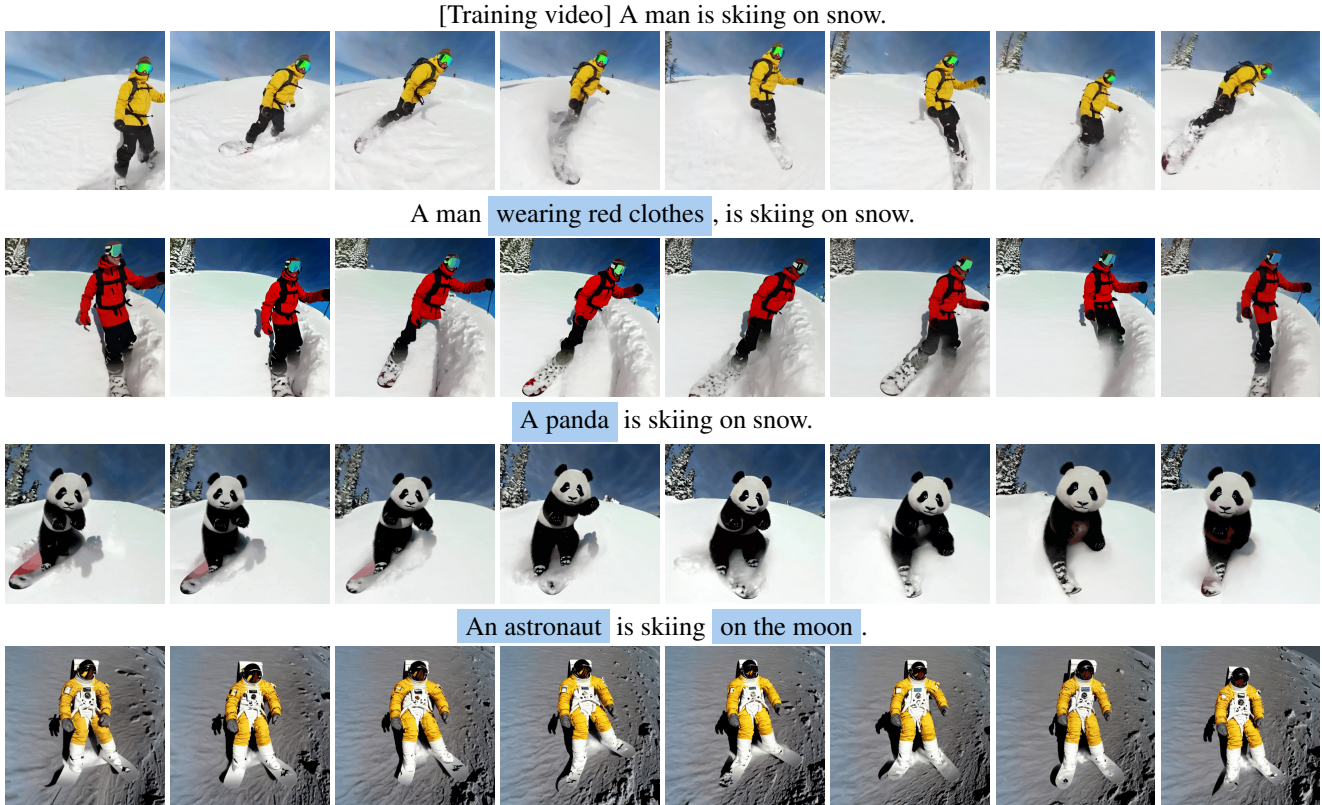 [Training video] A man is skiing on snow.
A man wearing red clothes , is skiing on snow.
A panda is skiing on snow.
An astronaut is skiing on the moon .